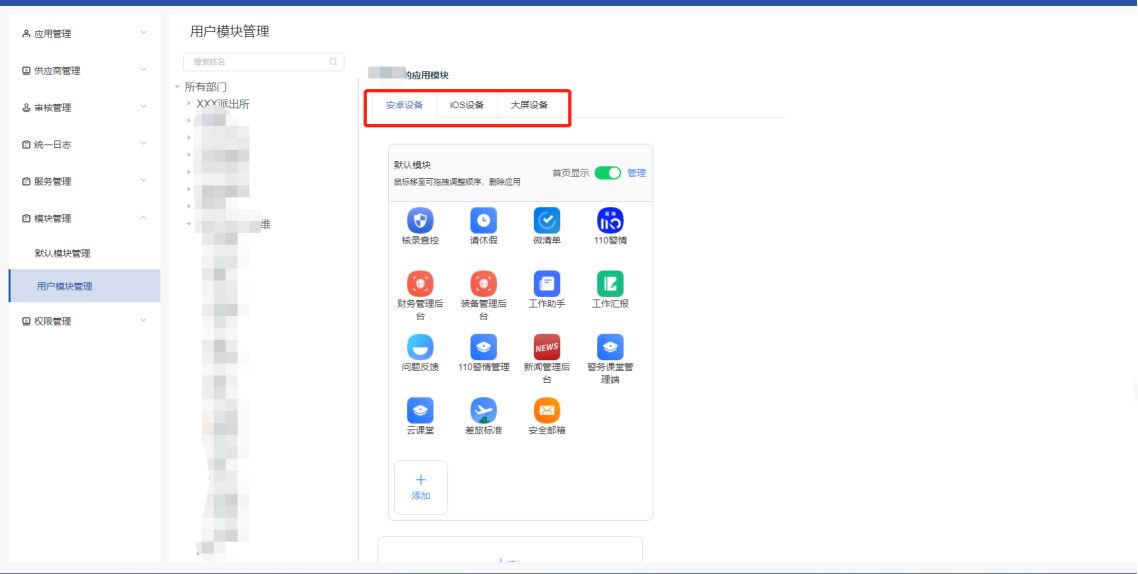 应用管理
供应商管理
审核管理
统一日志
服务管理
模块管理
默认模块管理
用户模块管理
权限管理
用户模块管理
搜索姓名
所有部门
XXX派出所
维
的应用模块
安卓设备
iOS设备
大屏设备
默认模块
鼠标移至可拖拽调整顺序，删除应用
首页显示
管理
核录查控
请休假
微清单
110警情
财务管理后
台
装备管理后
台
工作助手
工作汇报
问题反馈
110警情管理
NEWS
新闻管理后
台
警务课堂管
理端
云课堂
差旅标准
安全邮箱
添加